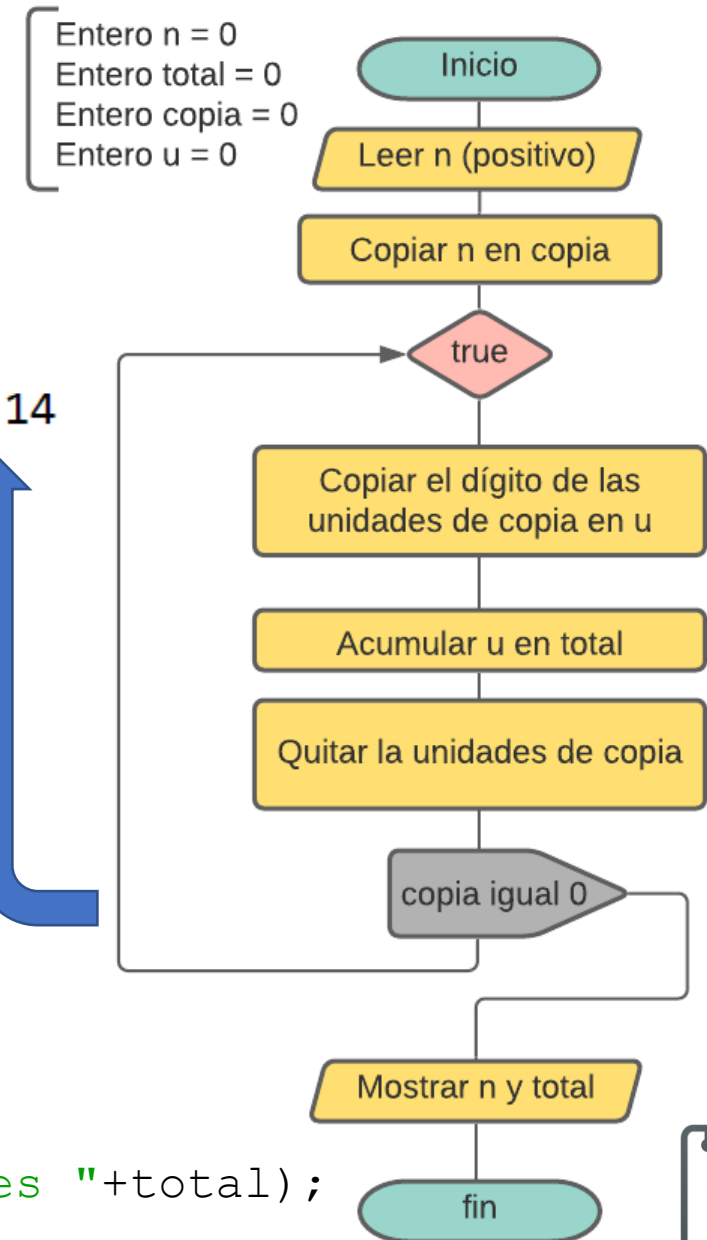 Entero n = 0
Entero total = 0
Entero copia = 0
Entero u = 0
Inicio
Leer n (positivo)
Copiar n en copia
true
14
Copiar el dígito de las
unidades de copia en u
Acumular u en total
Quitar la unidades de copia
copia igual 0
Mostrar n y total
es "+total);
fin